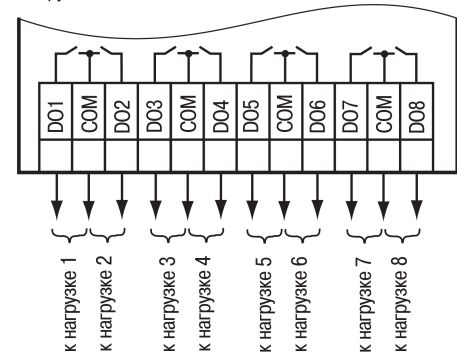 DO1
COM
DO2
DO3
COM
DO4
DO5
COM
DO6
DO7
COM
DO8
к нагрузке 1
к нагрузке 2
к нагрузке 3
к нагрузке 4
к нагрузке 5
к нагрузке 6
к нагрузке 7
к нагрузке 8